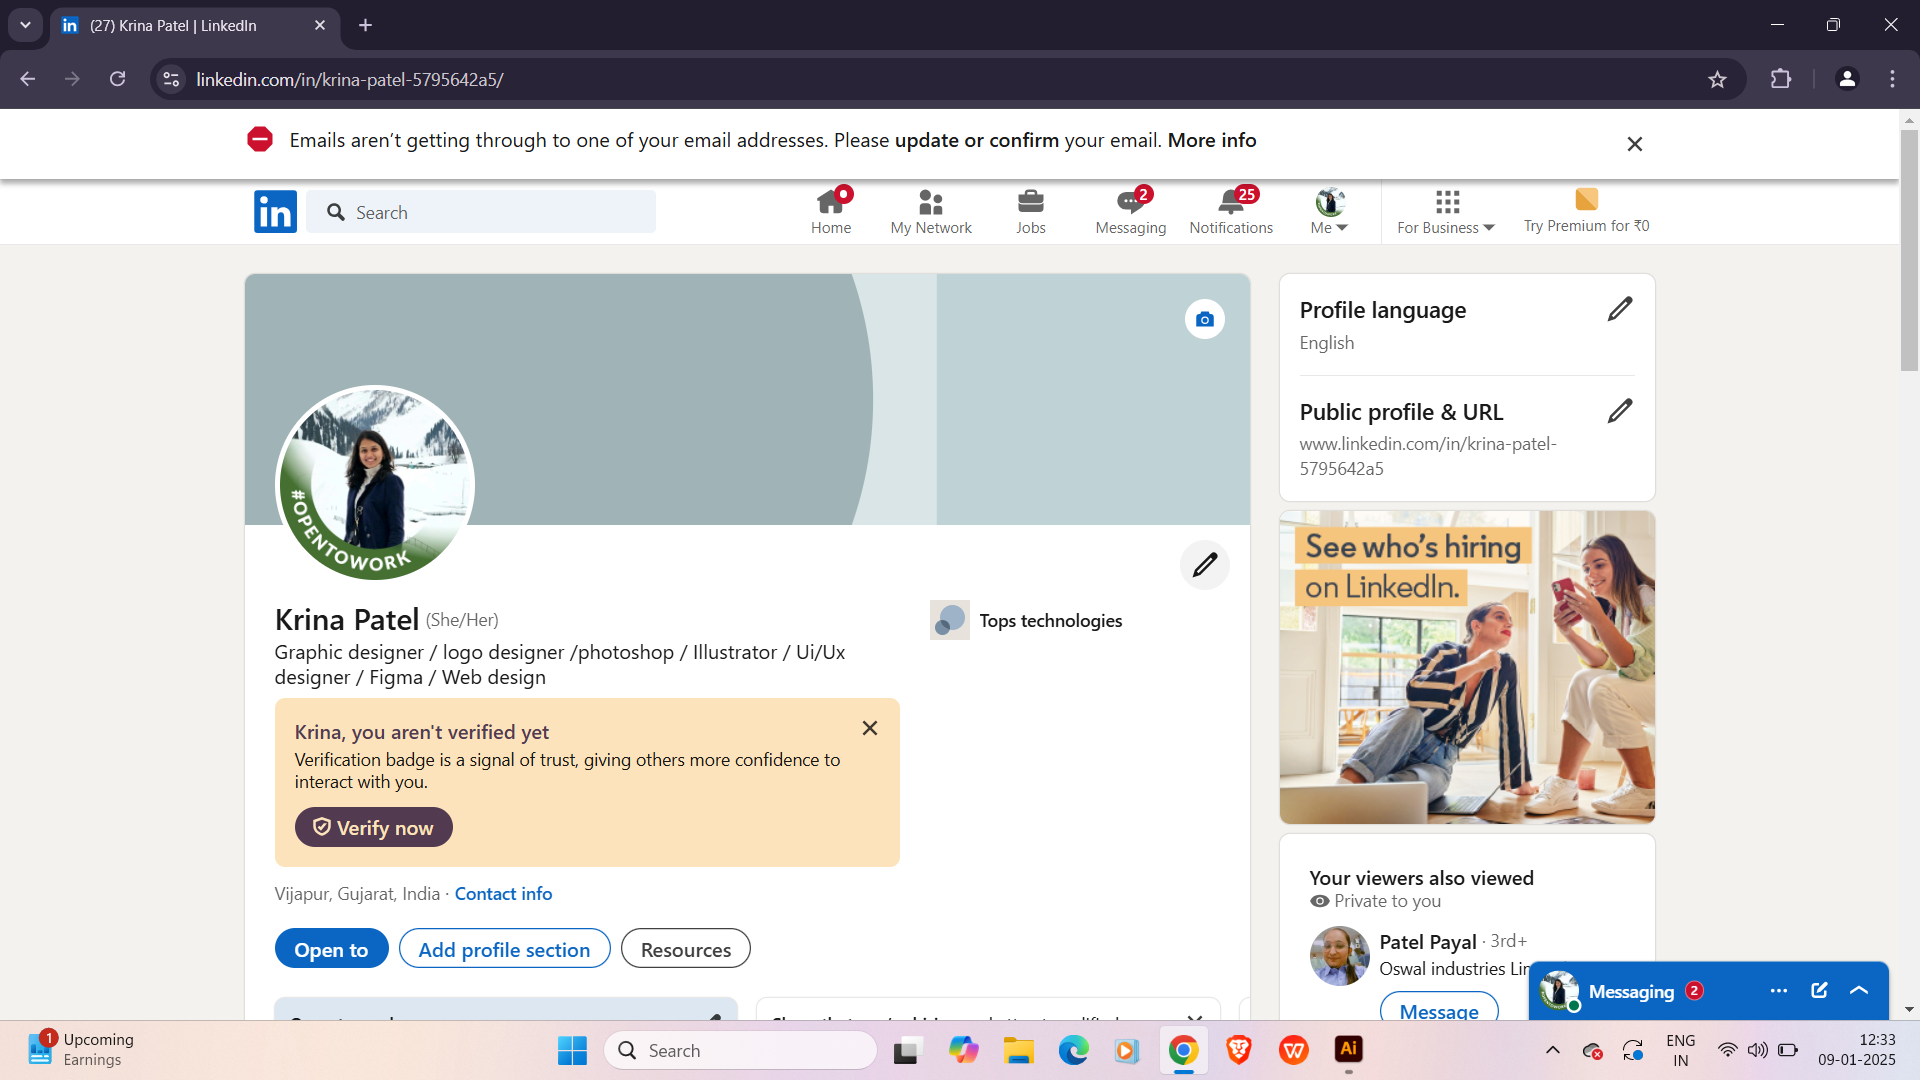 (27) Krina Patel | LinkedIn
linkedin.com/in/krina-patel-5795642a5/
Emails aren't getting through to one of your email addresses. Please update or confirm your email. More info
in
Search
Home
My Network
Jobs
2
Messaging
25
Notifications
Me
For Business
Try Premium for ₹0
#OPENTOWORK
Krina Patel (She/Her)
Graphic designer / logo designer /photoshop / Illustrator / Ui/Ux
designer / Figma / Web design
Tops technologies
Krina, you aren't verified yet
Verification badge is a signal of trust, giving others more confidence to
interact with you.
Verify now
Vijapur, Gujarat, India · Contact info
Open to
Add profile section
Resources
Profile language
English
Public profile & URL
www.linkedin.com/in/krina-patel-
5795642a5
See who's hiring
on LinkedIn.
Your viewers also viewed
Private to you
Patel Payal · 3rd+
Oswal industries
Message
Messaging 2
1
Upcoming
Earnings
Search
Ai
ENG
IN
12:33
09-01-2025